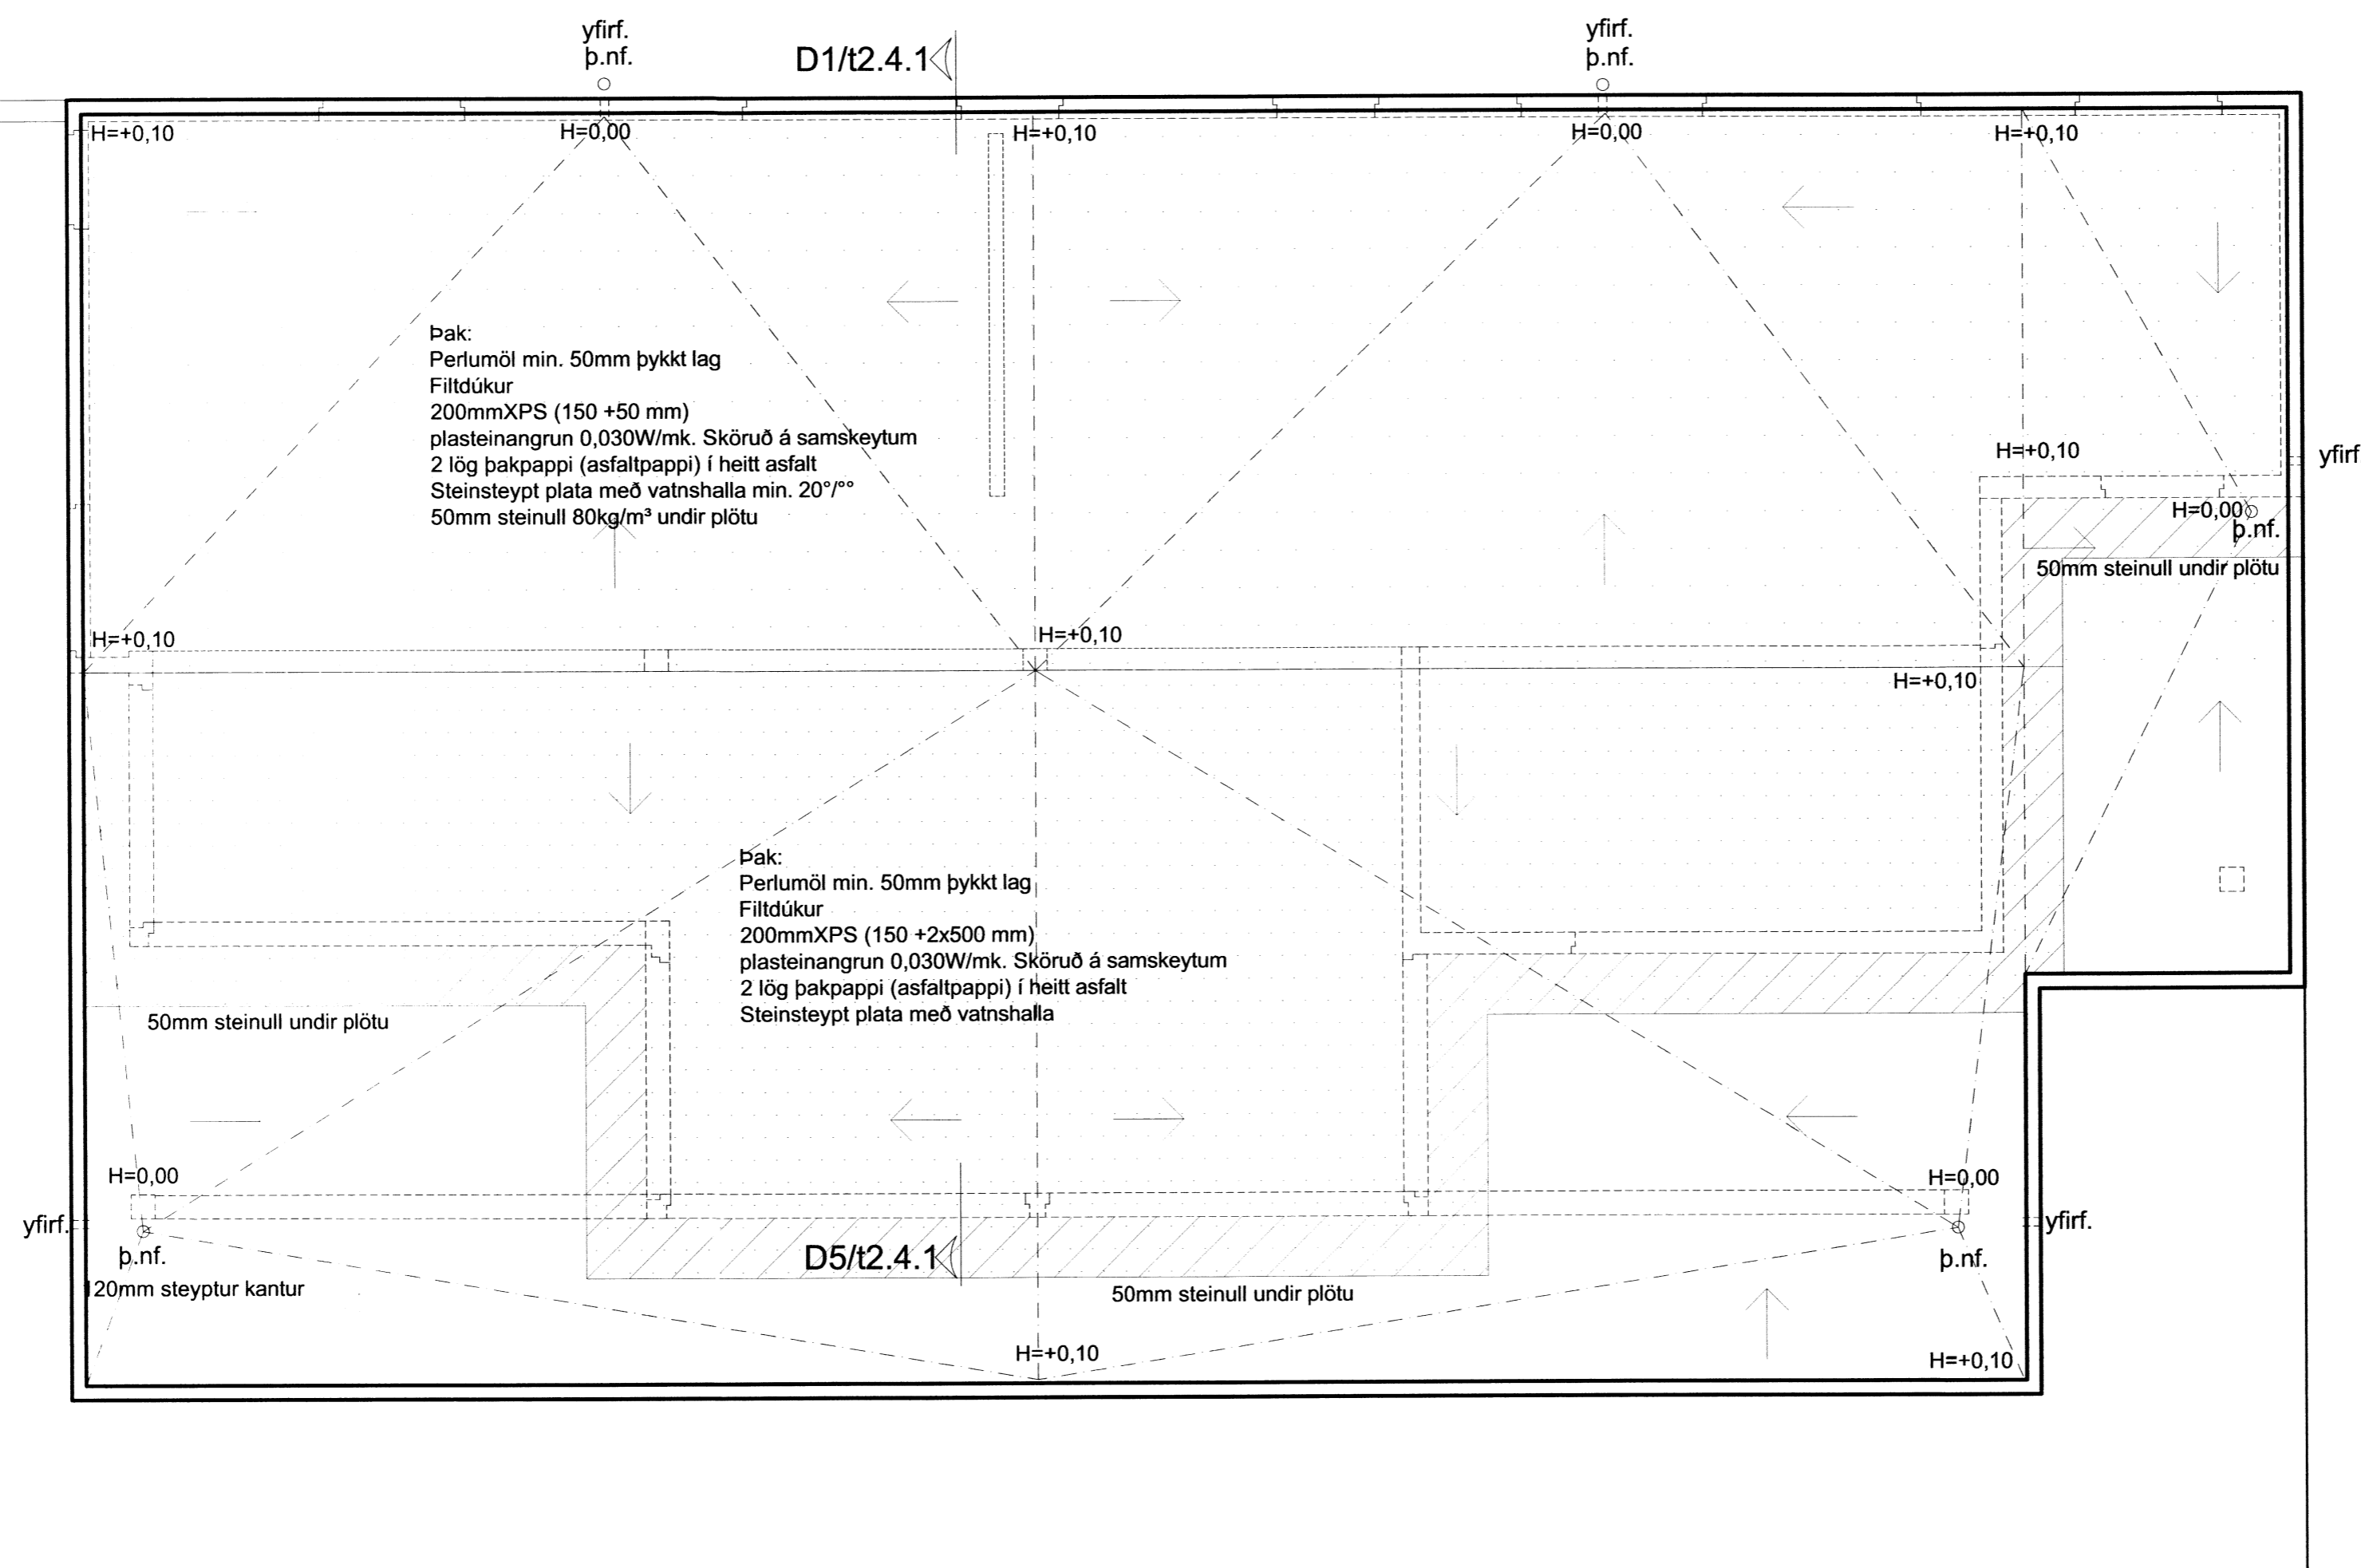 yfirf.
þ.nf.
D1/t2.4.1
yfirf.
þ.nf.
H=+0,10
H=0,00
H=+0,10
H=0,00
H=+0,10
Þak:
Perlumöl min. 50mm þykkt lag
Filtdúkur
200mmXPS (150 +50 mm)
plasteinangrun 0,030W/mk. Sköruð á samskeytum
2 lög þakpappi (asfaltpappi) í heitt asfalt
Steinsteypt plata með vatnshalla min. 20°/°°
50mm steinull 80kg/m³ undir plötu
H=+0,10
yfirf
H=0,00
þ.nf.
50mm steinull undir plötu
H=+0,10
H=+0,10
H=+0,10
Þak:
Perlumöl min. 50mm þykkt lag
Filtdúkur
200mmXPS (150 +2x500 mm)
plasteinangrun 0,030W/mk. Sköruð á samskeytum
2 lög þakpappi (asfaltpappi) í heitt asfalt
Steinsteypt plata með vatnshalla
50mm steinull undir plötu
H=0,00
H=0,00
yfirf.
yfirf.
þ.nf.
D5/t2.4.1
þ.nf.
120mm steyptur kantur
50mm steinull undir plötu
H=+0,10
H=+0,10